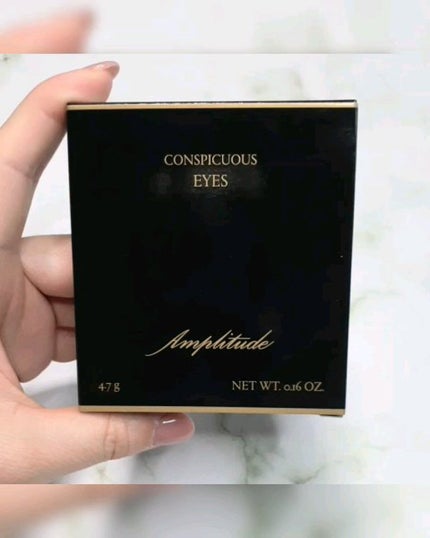 CONSPICUOUS
EYES
Amplitude
4.7 g NET WT. 0.16 OZ.